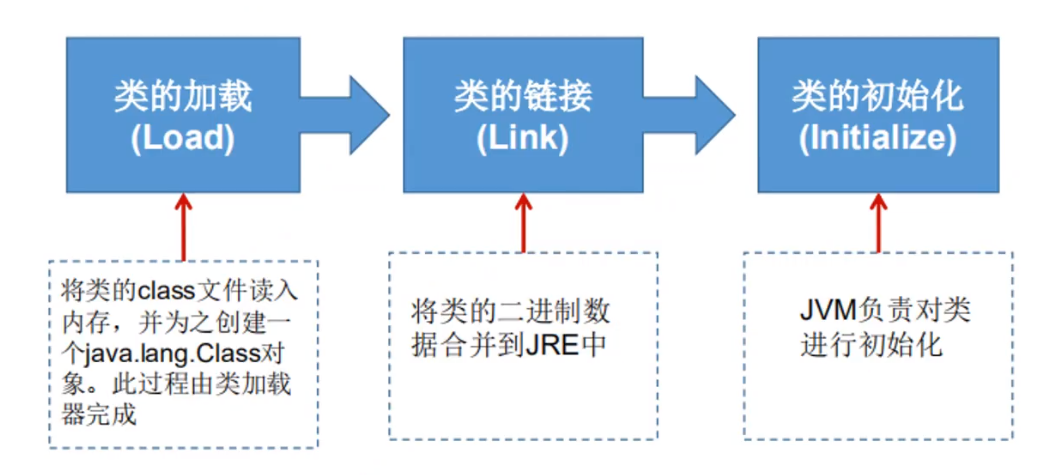 类的加载
(Load)
类的链接
(Link)
类的初始化
(Initialize)
将类的class文件读入
内存，并为之创建一
个java.lang.Class对
象。此过程由类加载
器完成
将类的二进制数
据合并到JRE中
JVM负责对类
进行初始化